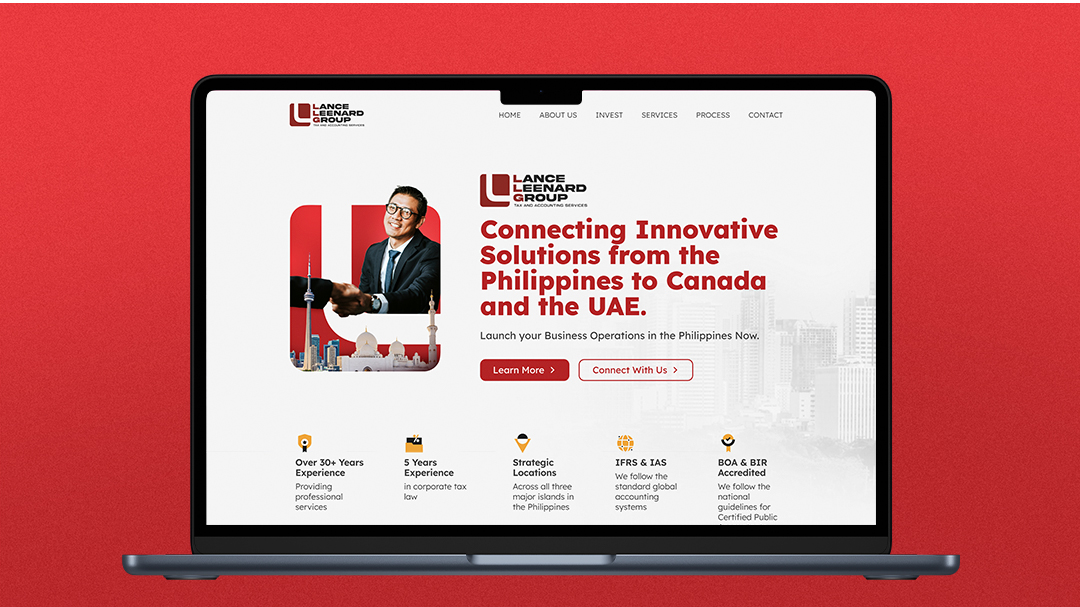 LANCE
LEENARD
GROUP
TAX AND ACCOUNTING SERVICES
HOME ABOUT US INVEST SERVICES PROCESS CONTACT
LANCE
LEENARD
GROUP
TAX AND ACCOUNTING SERVICES
Connecting Innovative
Solutions from the
Philippines to Canada
and the UAE.
Launch your Business Operations in the Philippines Now.
Learn More >
Connect With Us >
Over 30+ Years
Experience
Providing
professional
services
5 Years
Experience
in corporate tax
law
Strategic
Locations
Across all three
major islands in
the Philippines
IFRS & IAS
We follow the
standard global
accounting
systems
BOA & BIR
Accredited
We follow the
national
guidelines for
Certified Public